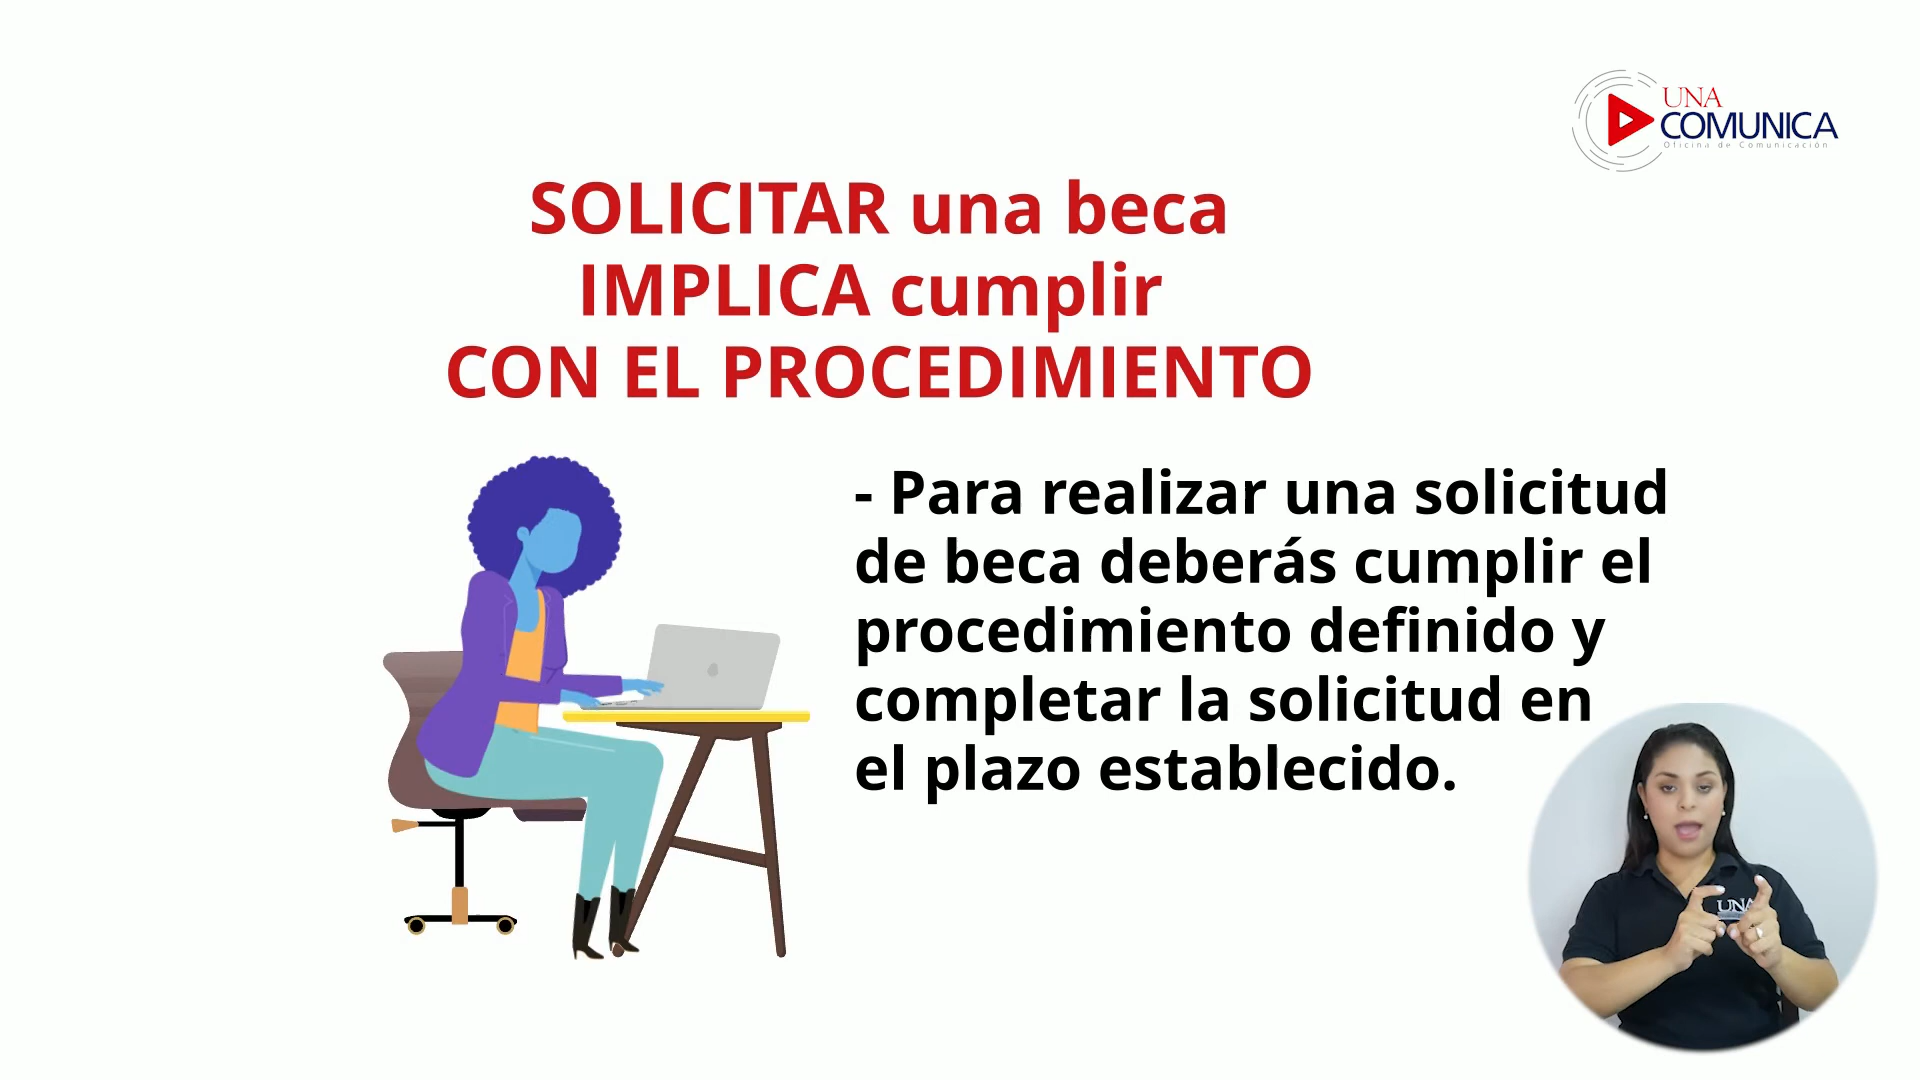 UNA
COMUNICA
Oficina de Comunicación
SOLICITAR una beca
IMPLICA cumplir
CON EL PROCEDIMIENTO
- Para realizar una solicitud
de beca deberás cumplir el
procedimiento definido y
completar la solicitud en
el plazo establecido.
UNA